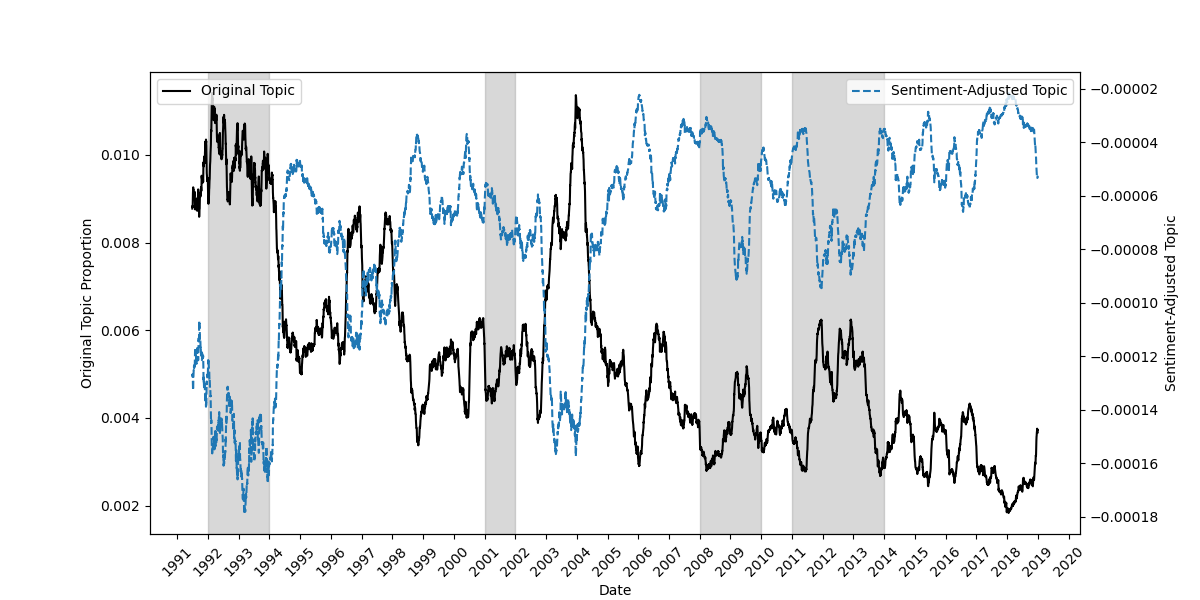 Original Topic
Sentiment-Adjusted Topic
Original Topic Proportion
0.010
0.008
0.006
0.004
0.002
−0.00002
−0.00004
−0.00006
−0.00008
−0.00010
−0.00012
−0.00014
−0.00016
−0.00018
Sentiment-Adjusted Topic
1991 1992 1993 1994 1995 1996 1997 1998 1999 2000 2001 2002 2003 2004 2005 2006 2007 2008 2009 2010 2011 2012 2013 2014 2015 2016 2017 2018 2019 2020
Date